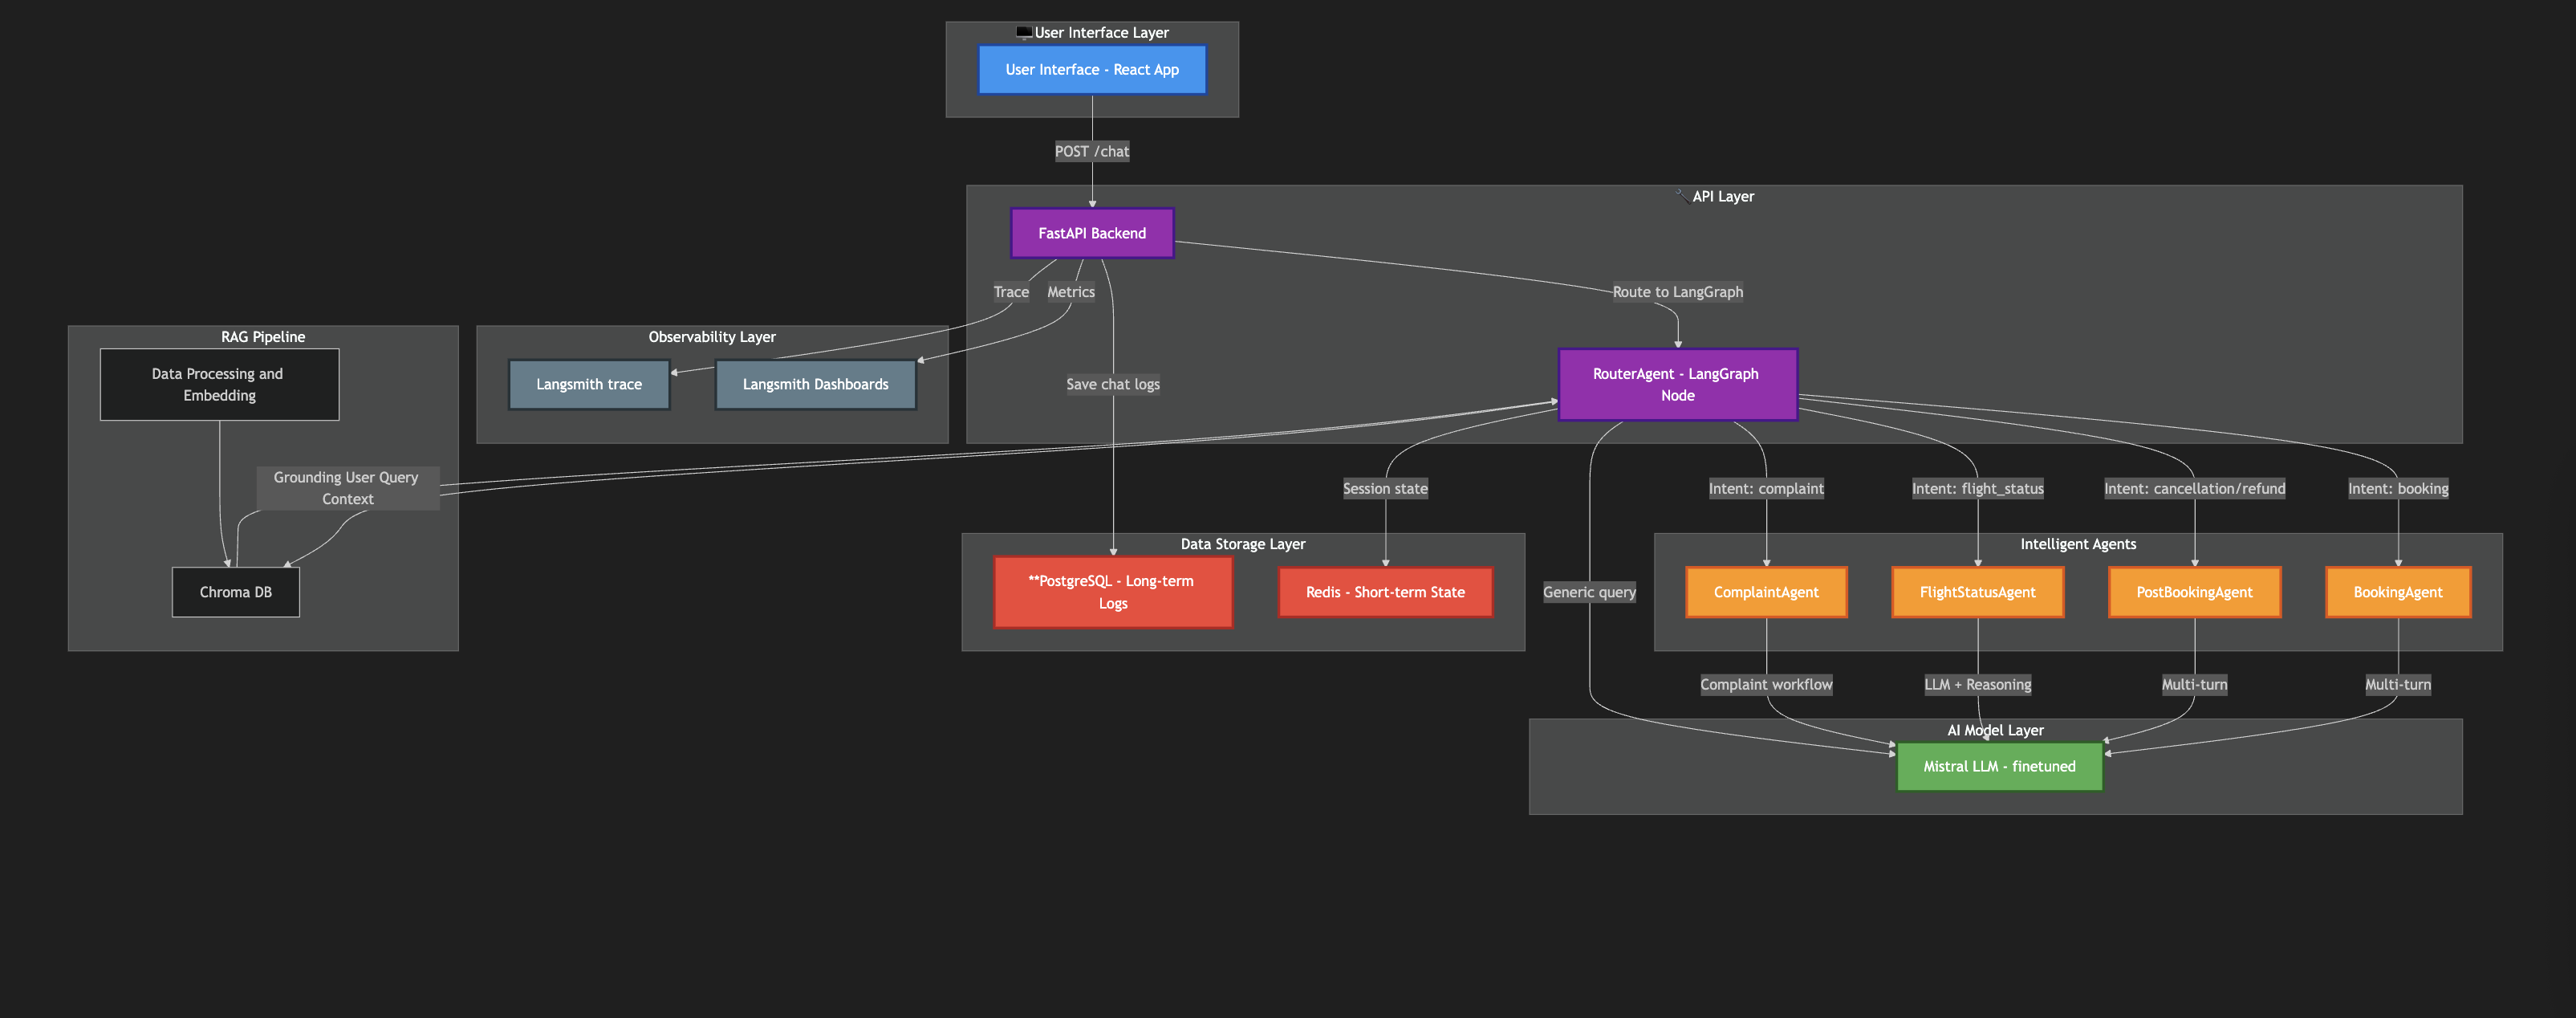 User Interface Layer
User Interface - React App
POST /chat
API Layer
FastAPI Backend
Trace
Metrics
Route to LangGraph
RAG Pipeline
Observability Layer
Data Processing and
Embedding
Langsmith trace
Langsmith Dashboards
Save chat logs
RouterAgent - LangGraph
Node
Grounding User Query
Context
Session state
Intent: complaint
Intent: flight_status
Intent: cancellation/refund
Intent: booking
Data Storage Layer
Intelligent Agents
Chroma DB
**PostgreSQL - Long-term
Logs
Redis - Short-term State
Generic query
ComplaintAgent
FlightStatusAgent
PostBookingAgent
BookingAgent
Complaint workflow
LLM + Reasoning
Multi-turn
Multi-turn
AI Model Layer
Mistral LLM - finetuned